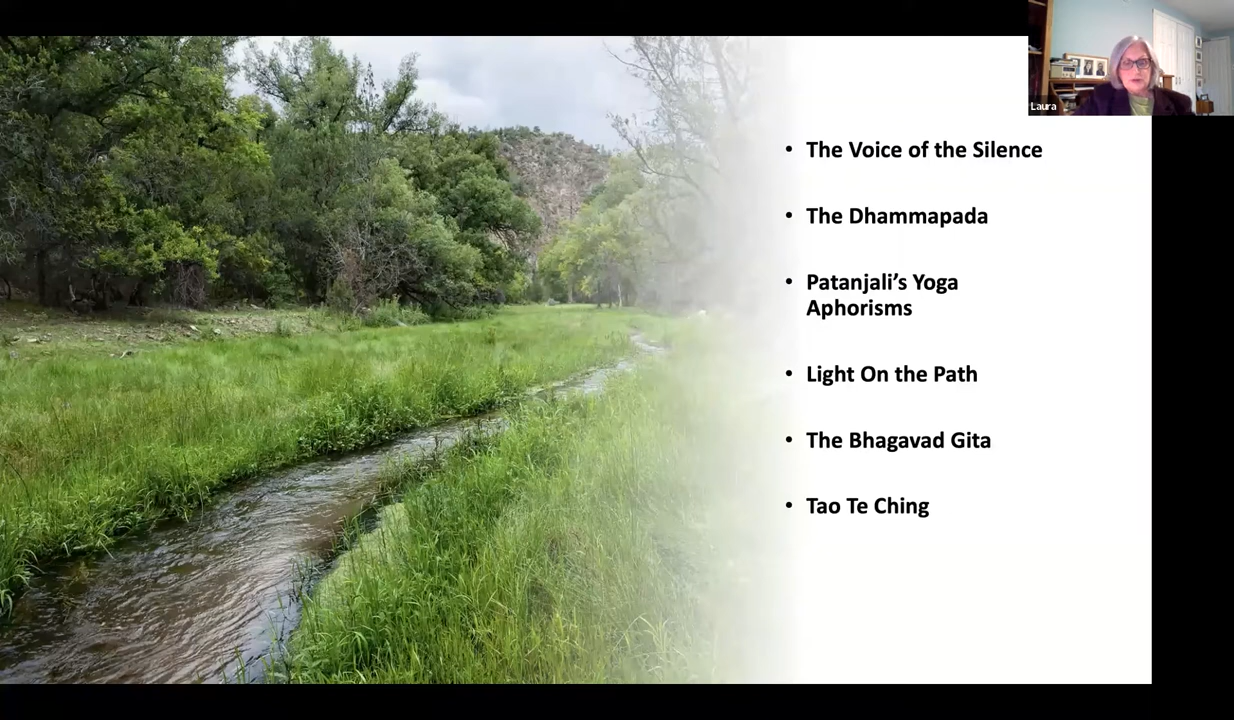 Laura
• The Voice of the Silence
• The Dhammapada
• Patanjali’s Yoga
Aphorisms
• Light On the Path
• The Bhagavad Gita
• Tao Te Ching